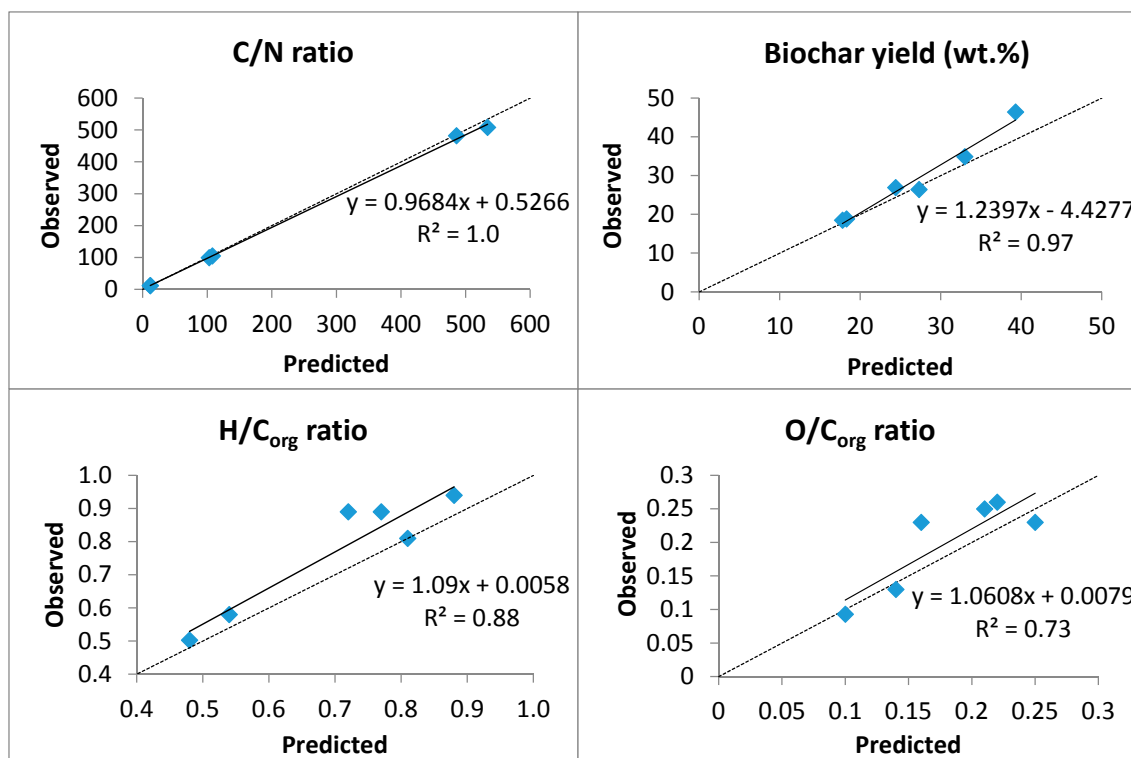 C/N ratio
600
500
400
300
200
100
0
Observed
y = 0.9684x + 0.5266
R² = 1.0
0 100 200 300 400 500 600
Predicted
Biochar yield (wt.%)
50
40
30
20
10
0
Observed
y = 1.2397x - 4.4277
R² = 0.97
0 10 20 30 40 50
Predicted
H/Corg ratio
1.0
0.9
0.8
0.7
0.6
0.5
0.4
Observed
y = 1.09x + 0.0058
R² = 0.88
0.4 0.5 0.6 0.7 0.8 0.9 1.0
Predicted
O/Corg ratio
0.3
0.25
0.2
0.15
0.1
0.05
0
Observed
y = 1.0608x + 0.0079
R² = 0.73
0 0.05 0.1 0.15 0.2 0.25 0.3
Predicted